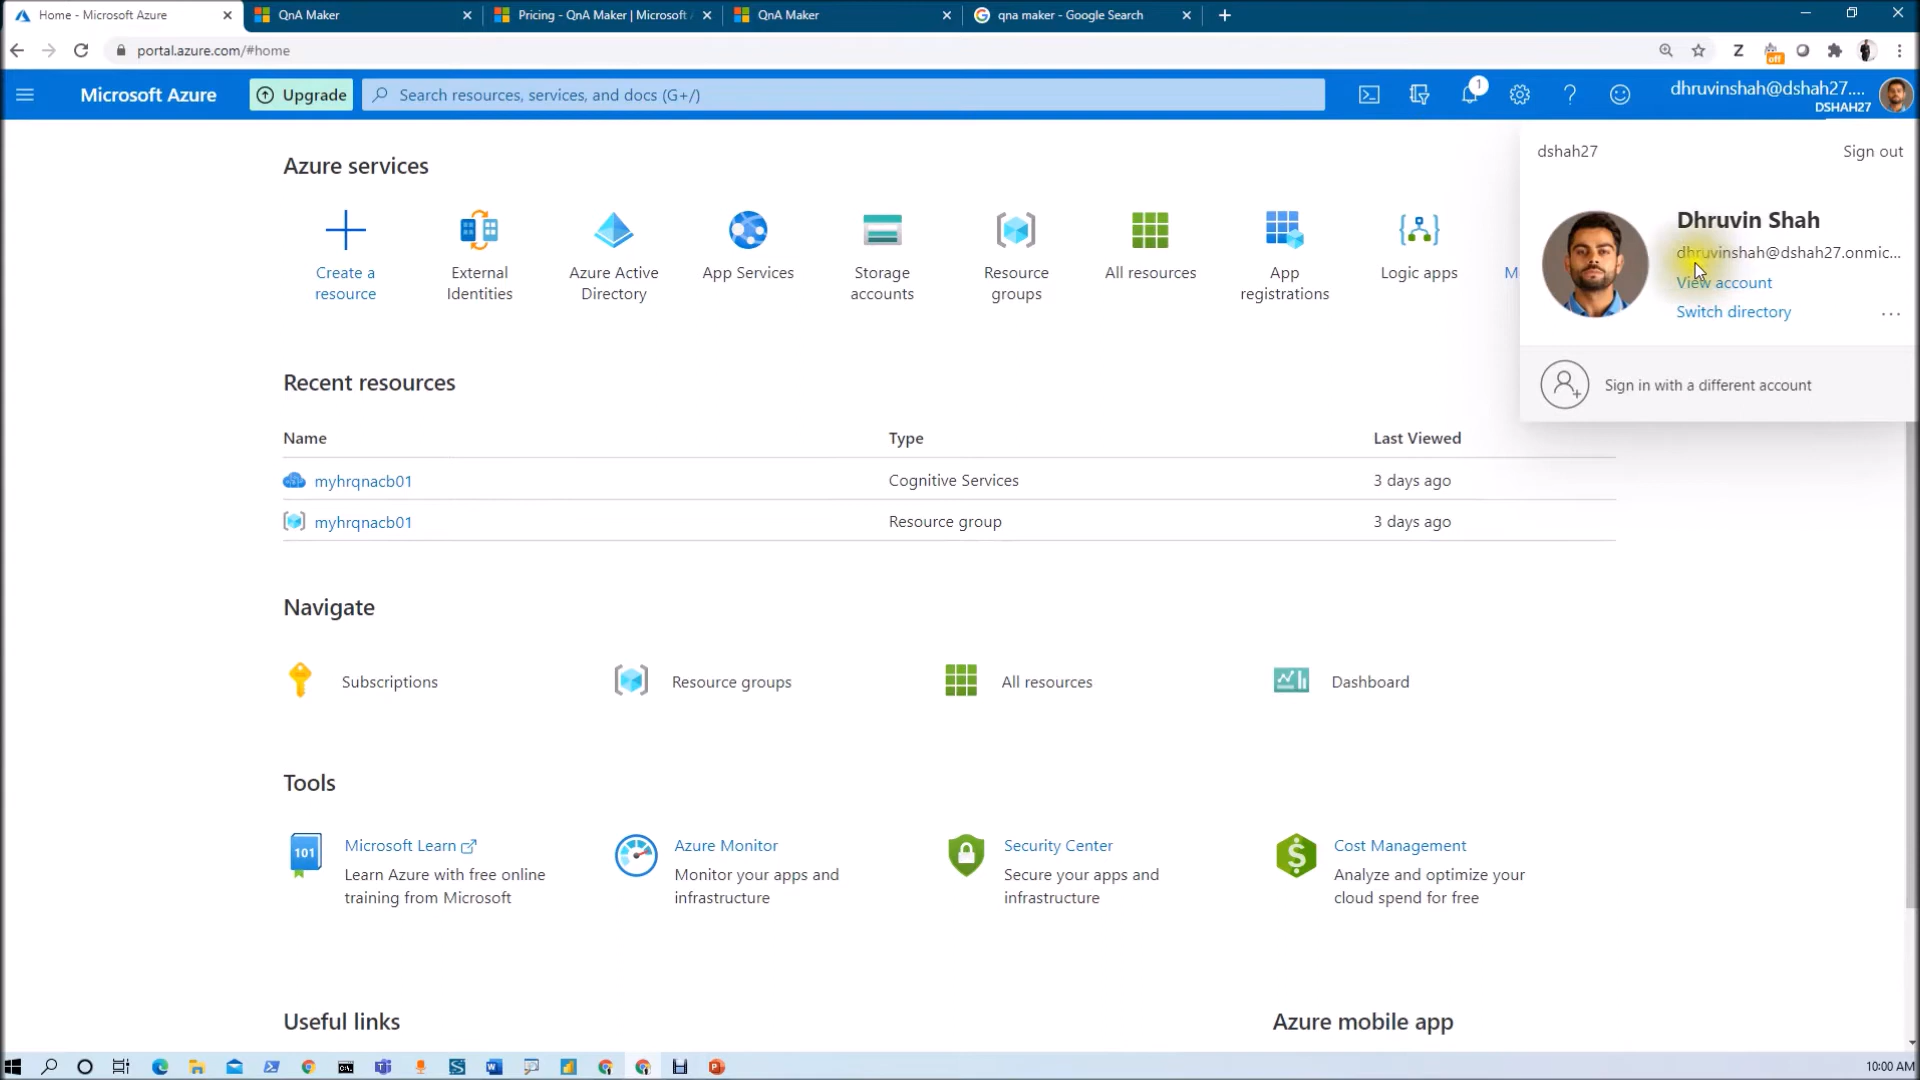 Home - Microsoft Azure
QnA Maker
Pricing - QnA Maker | Microsoft
QnA Maker
qna maker - Google Search
portal.azure.com/#home
Z
off
Microsoft Azure
Upgrade
Search resources, services, and docs (G+/)
1
dhruvinshah@dshah27....
DSHAH27
dshah27
Sign out
Dhruvin Shah
dhruvinshah@dshah27.onmic...
View account
Switch directory
...
Sign in with a different account
Azure services
Create a
resource
External
Identities
Azure Active
Directory
App Services
Storage
accounts
Resource
groups
All resources
App
registrations
Logic apps
M
Recent resources
Name Type Last Viewed
myhrqnacb01 Cognitive Services 3 days ago
myhrqnacb01 Resource group 3 days ago
Navigate
Subscriptions
Resource groups
All resources
Dashboard
Tools
101
Microsoft Learn
Learn Azure with free online
training from Microsoft
Azure Monitor
Monitor your apps and
infrastructure
Security Center
Secure your apps and
infrastructure
Cost Management
Analyze and optimize your
cloud spend for free
Useful links
Azure mobile app
10:00 AM